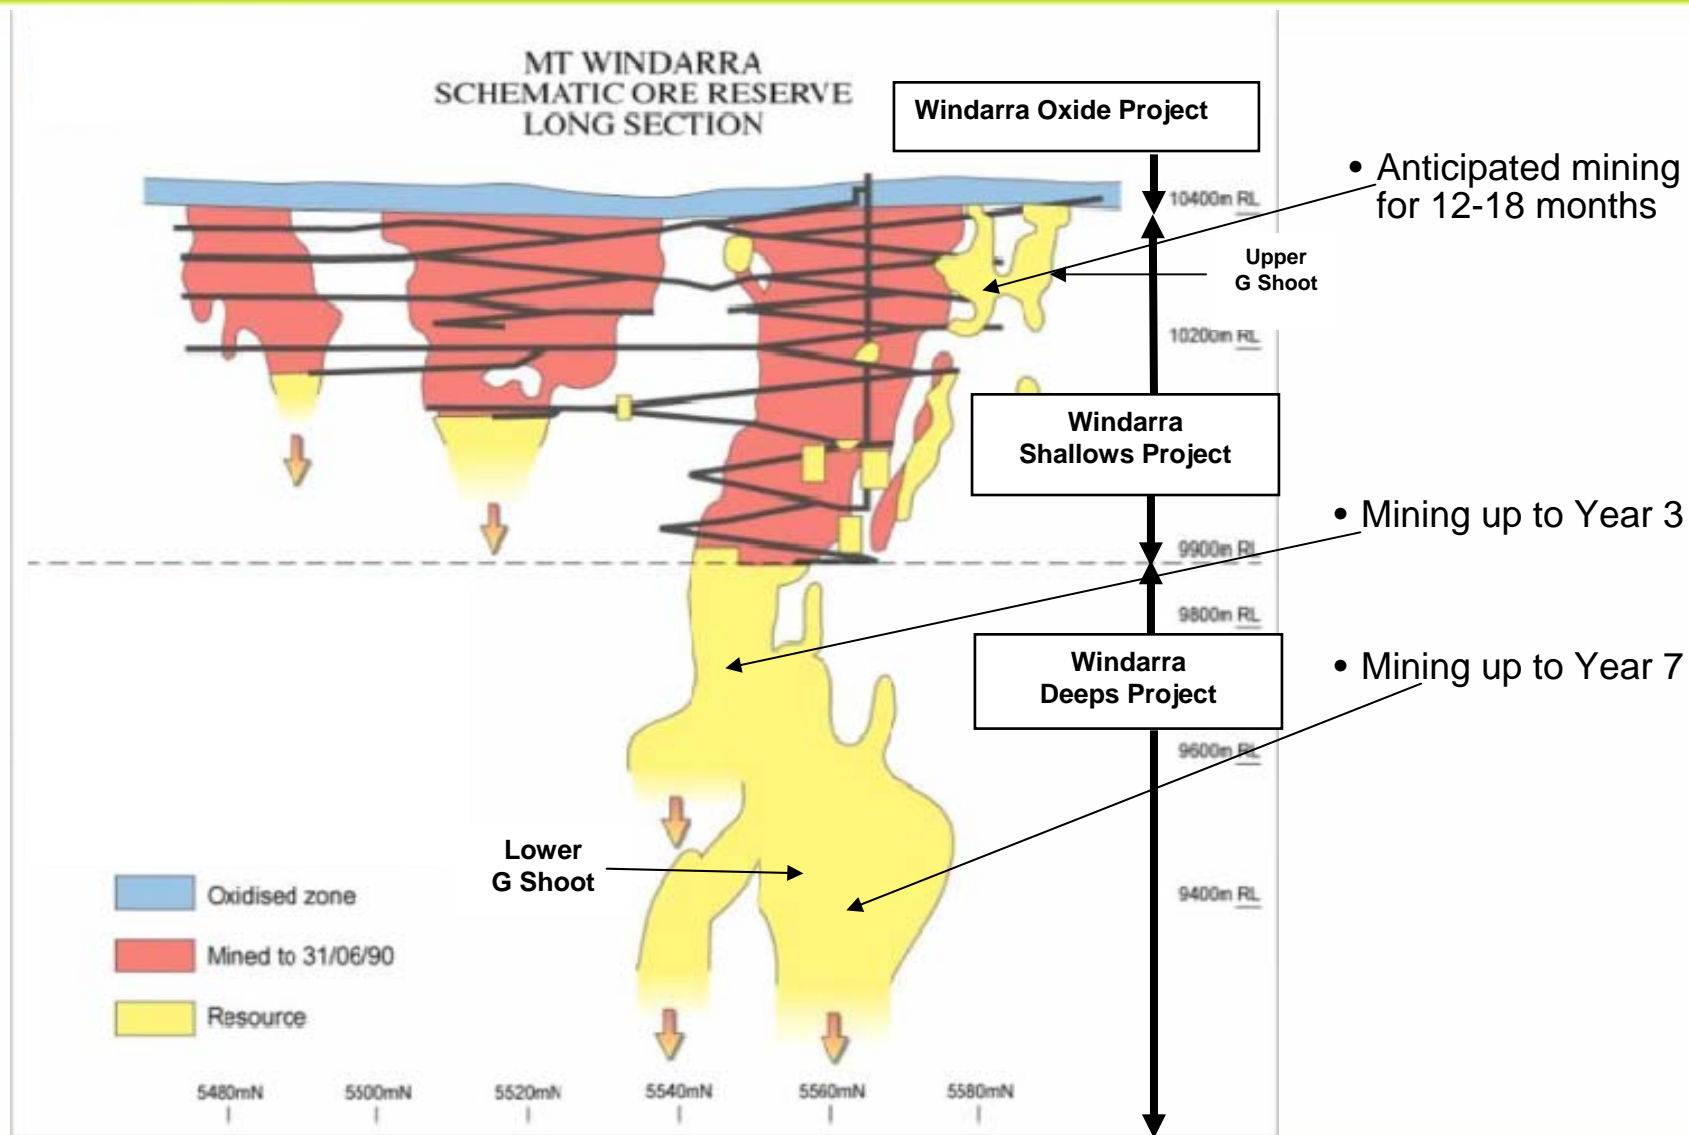 MT WINDARRA
SCHEMATIC ORE RESERVE
LONG SECTION
Windarra Oxide Project
• Anticipated mining
for 12-18 months
10400m RL
Upper
G Shoot
10200m RL
Windarra
Shallows Project
• Mining up to Year 3
9900m RL
9800m RL
Windarra
Deeps Project
• Mining up to Year 7
9600m RL
Lower
G Shoot
9400m RL
Oxidised zone
Mined to 31/06/90
Resource
5480mN 5500mN 5520mN 5540mN 5560mN 5580mN